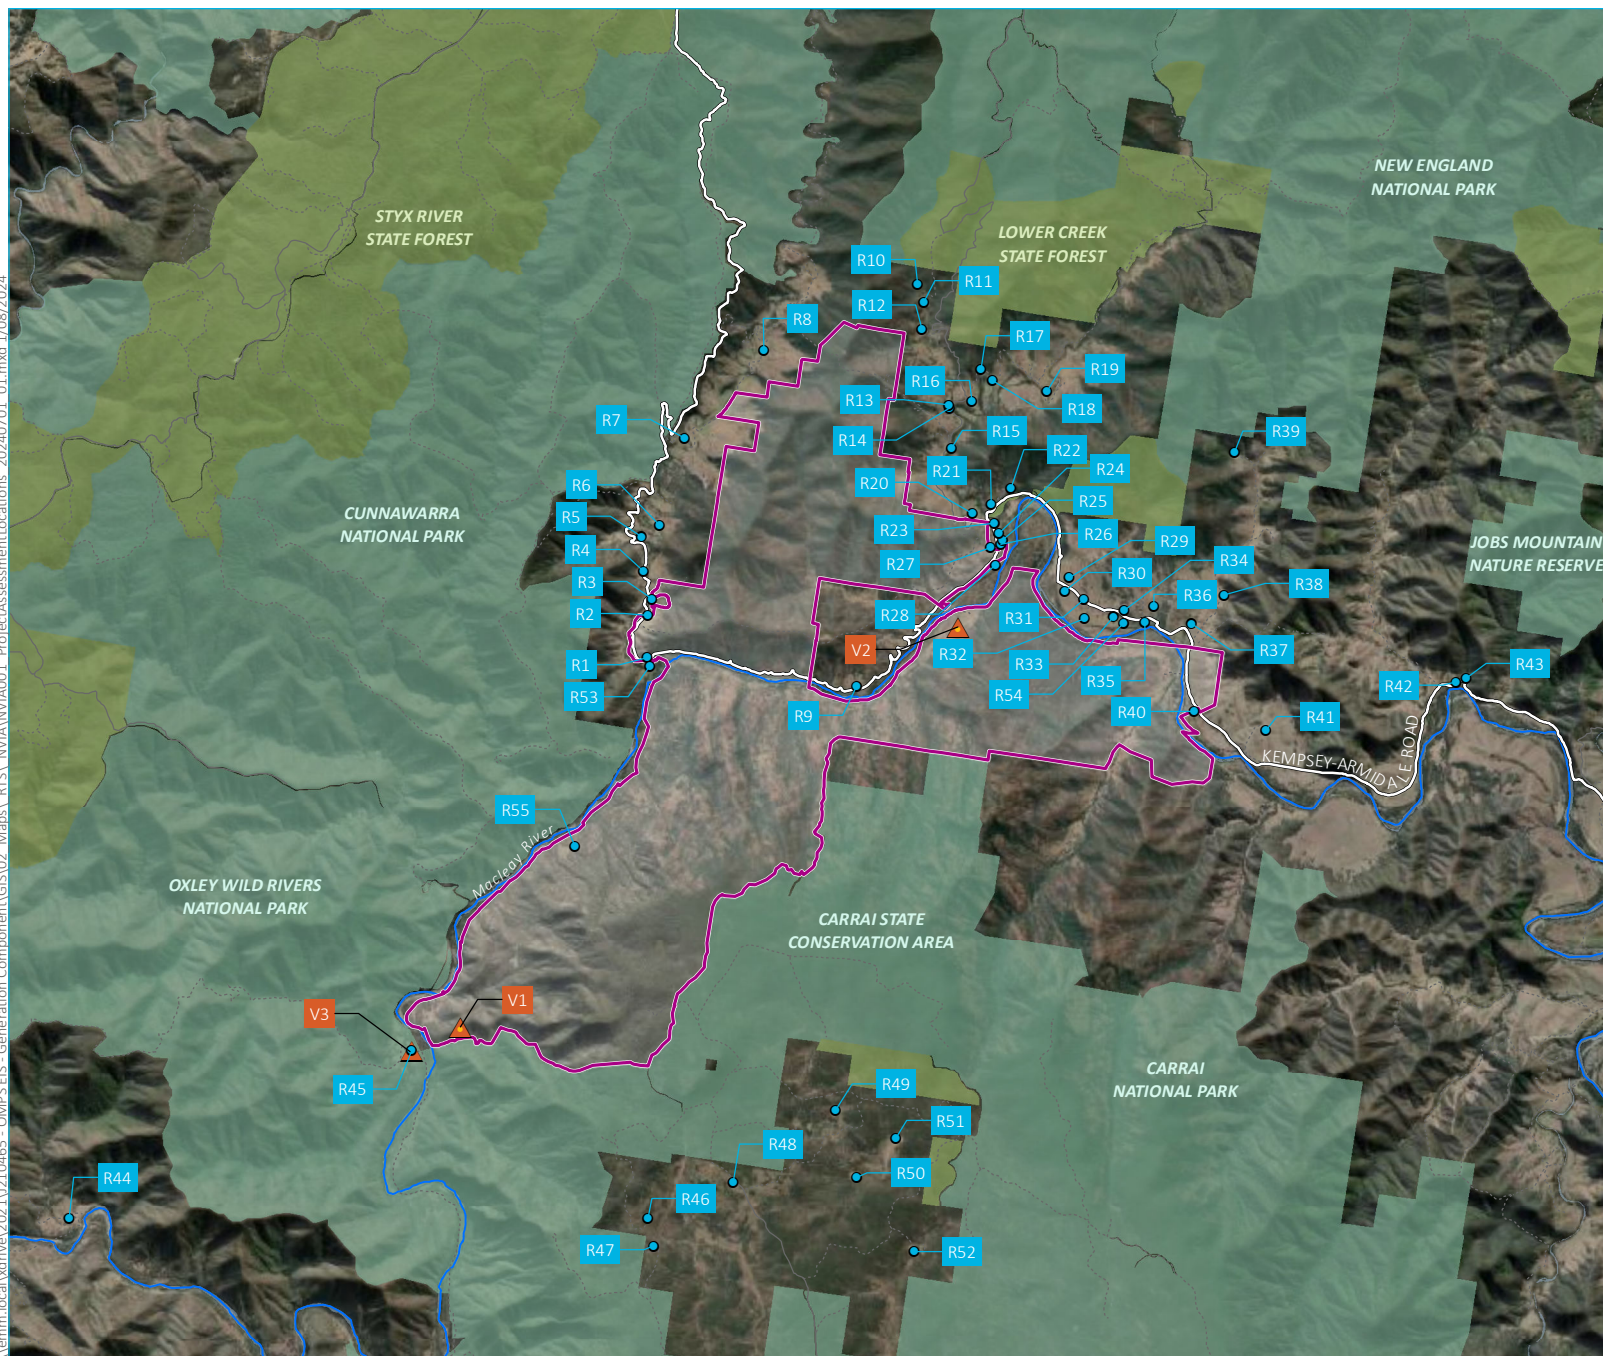 NEW ENGLAND
NATIONAL PARK
STYX RIVER
STATE FOREST
LOWER CREEK
STATE FOREST
R10
R11
R12
R8
R17
R19
R16
R13
R18
R7
R14
R15
R39
R22
R21
R24
R6
R20
R25
R5
CUNNAWARRA
NATIONAL PARK
R23
R26
R29
R4
R27
JOBS MOUNTAIN
NATURE RESERVE
R34
R30
R3
R38
R36
R2
R28
R31
V2
R32
R37
R1
R33
R43
R35
R42
R53
R54
R9
R40
R41
KEMPSEY-ARMIDALE ROAD
R55
Macleay River
OXLEY WILD RIVERS
NATIONAL PARK
CARRAI STATE
CONSERVATION AREA
V1
V3
CARRAI
NATIONAL PARK
R45
R49
R51
R48
R50
R44
R46
R47
R52